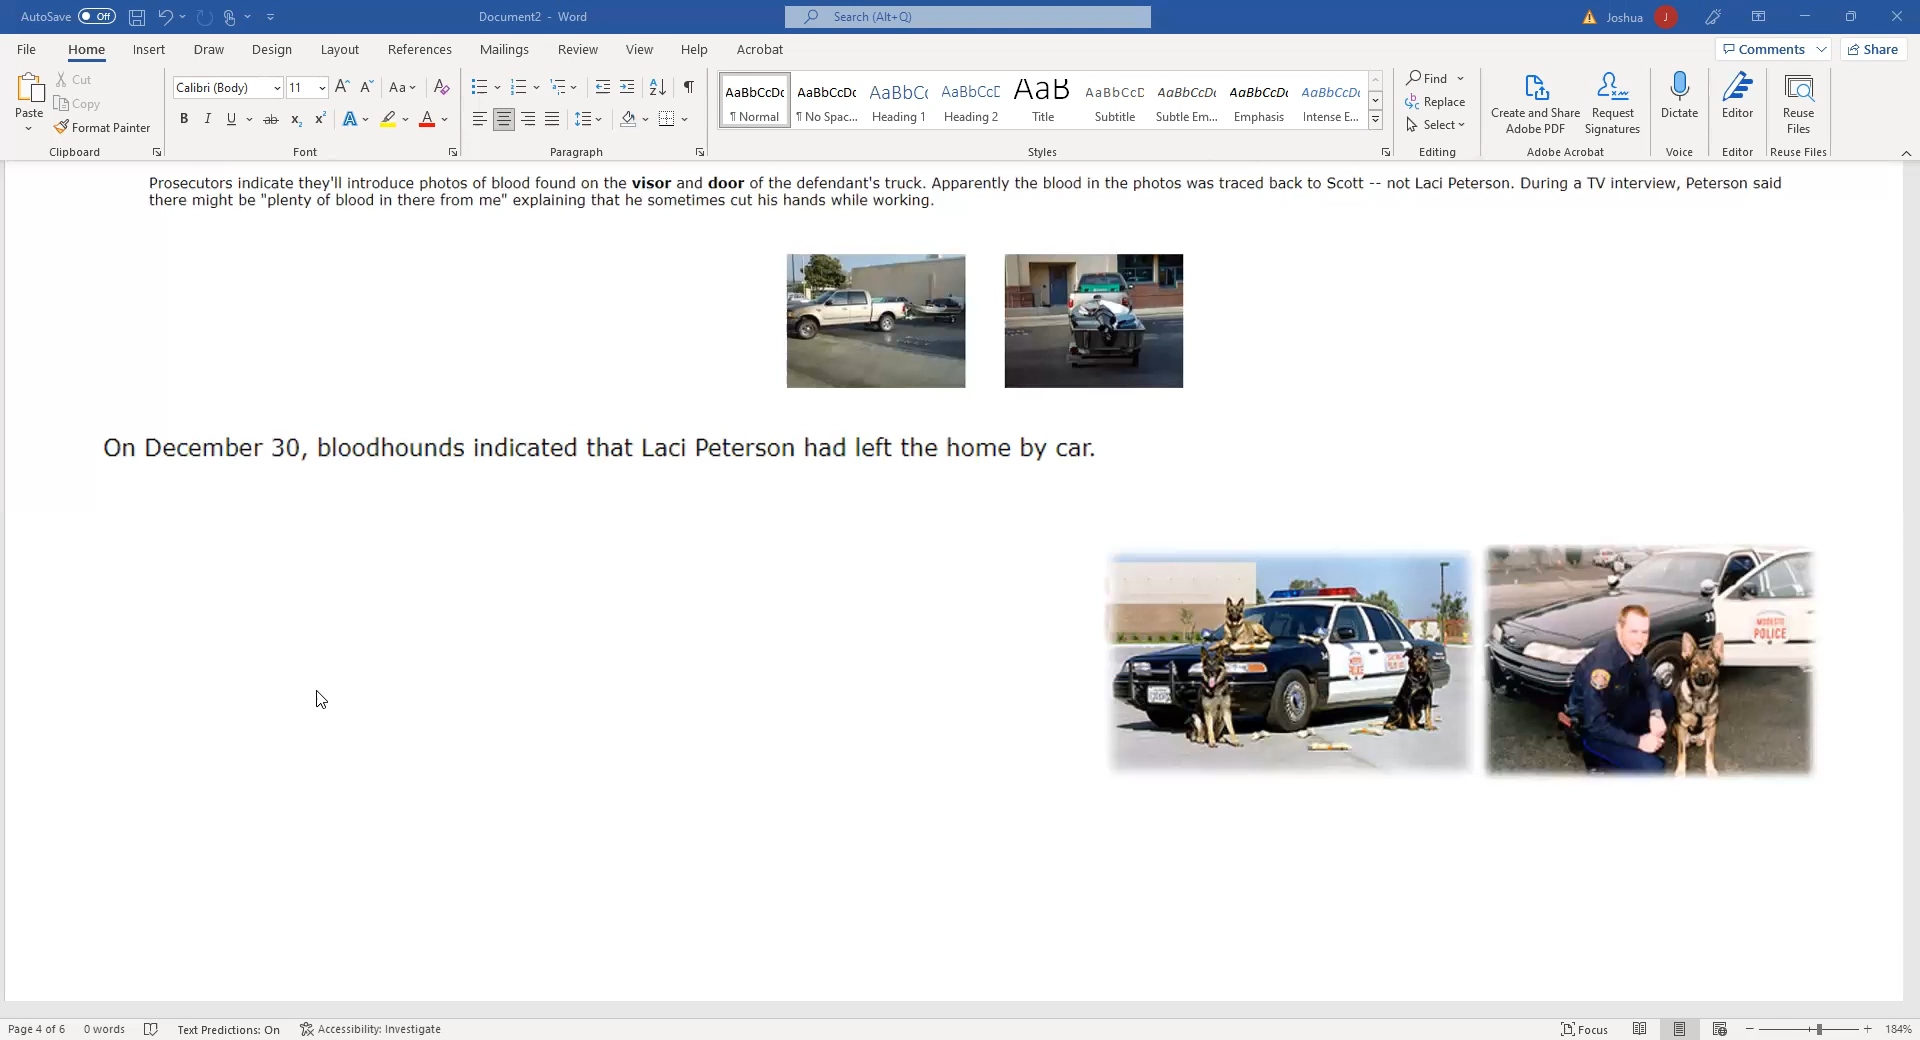 AutoSave Off Document2 - Word Search (Alt+Q) Joshua J
File Home Insert Draw Design Layout References Mailings Review View Help Acrobat Comments Share
Paste Cut Copy Format Painter Clipboard
Calibri (Body) 11 Aa Font
Paragraph
AaBbCcDc AaBbCcDc AaBbCc AaBbCcD AaB AaBbCcD AaBbCcDc AaBbCcDc AaBbCcDc
¶ Normal ¶ No Spac... Heading 1 Heading 2 Title Subtitle Subtle Em... Emphasis Intense E...
Styles
Find Replace Select Editing
Create and Share Adobe PDF Request Signatures Adobe Acrobat
Dictate Voice
Editor Editor
Reuse Files Reuse Files
Prosecutors indicate they'll introduce photos of blood found on the visor and door of the defendant's truck. Apparently the blood in the photos was traced back to Scott -- not Laci Peterson. During a TV interview, Peterson said
there might be "plenty of blood in there from me" explaining that he sometimes cut his hands while working.
On December 30, bloodhounds indicated that Laci Peterson had left the home by car.
MODESTO
POLICE
Page 4 of 6 0 words Text Predictions: On Accessibility: Investigate Focus 184%